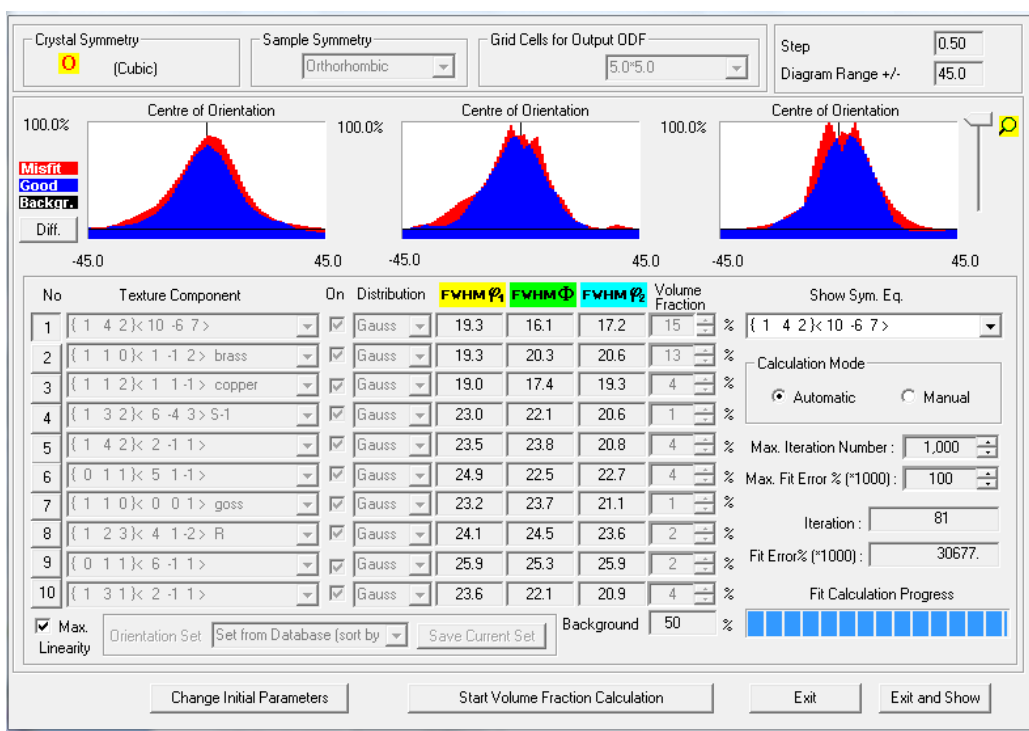 Crystal Symmetry
O (Cubic)
Sample Symmetry
Orthorhombic
Grid Cells for Output ODF
5.0*5.0
Step 0.50
Diagram Range +/- 45.0
Centre of Orientation Centre of Orientation Centre of Orientation
100.0% 100.0% 100.0%
Misfit
Good
Backgr.
Diff.
-45.0 45.0 -45.0 45.0 -45.0 45.0
No Texture Component On Distribution FWHM φ1 FWHM Φ FWHM φ2 Volume Fraction Show Sym. Eq.
1 { 1 4 2}< 10 -6 7 > Gauss 19.3 16.1 17.2 15 % { 1 4 2}< 10 -6 7 >
2 { 1 1 0}< 1 -1 2 > brass Gauss 19.3 20.3 20.6 13 %
3 { 1 1 2}< 1 1 -1 > copper Gauss 19.0 17.4 19.3 4 %
4 { 1 3 2}< 6 -4 3 > S-1 Gauss 23.0 22.1 20.6 1 %
5 { 1 4 2}< 2 -1 1 > Gauss 23.5 23.8 20.8 4 %
6 { 0 1 1}< 5 1 -1 > Gauss 24.9 22.5 22.7 4 %
7 { 1 1 0}< 0 0 1 > goss Gauss 23.2 23.7 21.1 1 %
8 { 1 2 3}< 4 1 -2 > R Gauss 24.1 24.5 23.6 2 %
9 { 0 1 1}< 6 -1 1 > Gauss 25.9 25.3 25.9 2 %
10 { 1 3 1}< 2 -1 1 > Gauss 23.6 22.1 20.9 4 %
Calculation Mode
Automatic Manual
Max. Iteration Number : 1,000
Max. Fit Error % (*1000) : 100
Iteration : 81
Fit Error% (*1000) : 30677.
Fit Calculation Progress
Max. Linearity
Orientation Set Set from Database (sort by Save Current Set
Background 50 %
Change Initial Parameters Start Volume Fraction Calculation Exit Exit and Show